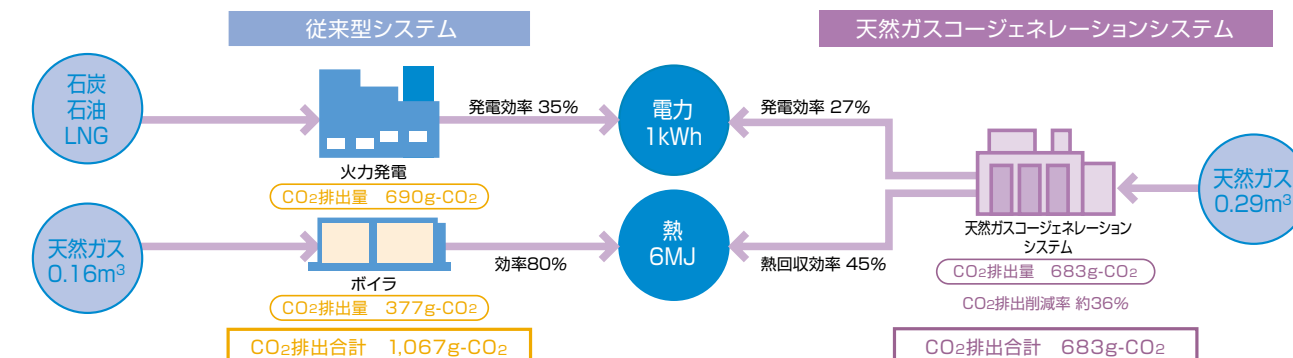 従来型システム
天然ガスコージェネレーションシステム
石炭
石油
LNG
発電効率 35%
電力
1kWh
発電効率 27%
火力発電
CO2排出量 690g-CO2
天然ガス
0.16m3
効率80%
熱
6MJ
熱回収効率 45%
ボイラ
CO2排出量 377g-CO2
天然ガス
0.29m3
天然ガスコージェネレーション
システム
CO2排出量 683g-CO2
CO2排出削減率 約36%
CO2排出合計 1,067g-CO2
CO2排出合計 683g-CO2